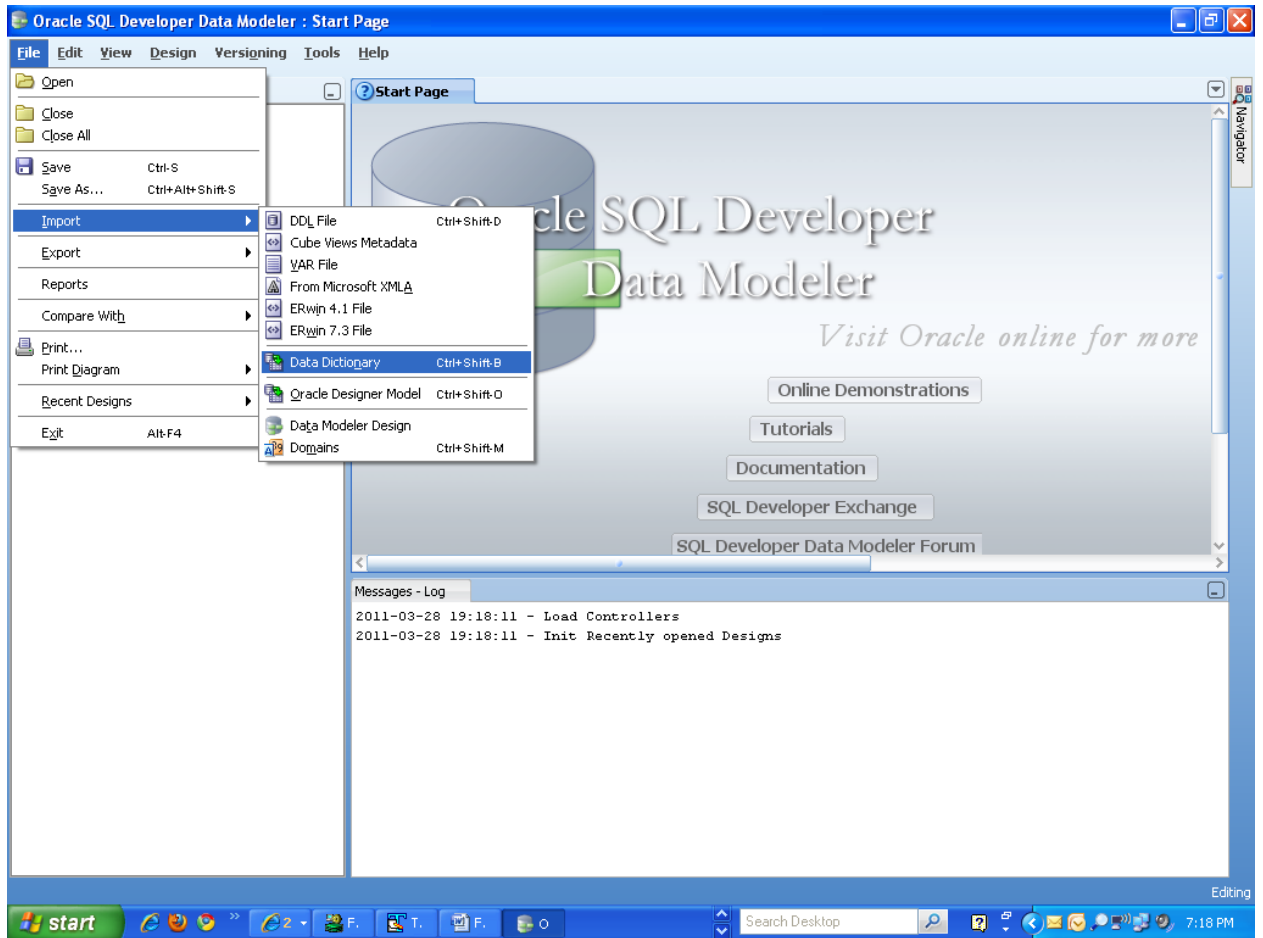 Oracle SQL Developer Data Modeler : Start Page
File Edit View Design Versioning Tools Help
Open
Close
Close All
Save Ctrl-S
Save As... Ctrl+Alt+Shift-S
Import
Export
Reports
Compare With
Print...
Print Diagram
Recent Designs
Exit Alt-F4
DDL File Ctrl+Shift-D
Cube Views Metadata
VAR File
From Microsoft XMLA
ERwin 4.1 File
ERwin 7.3 File
Data Dictionary Ctrl+Shift-B
Oracle Designer Model Ctrl+Shift-O
Data Modeler Design
Domains Ctrl+Shift-M
Start Page
Navigator
Oracle SQL Developer
Data Modeler
Visit Oracle online for more
Online Demonstrations
Tutorials
Documentation
SQL Developer Exchange
SQL Developer Data Modeler Forum
Messages - Log
2011-03-28 19:18:11 - Load Controllers
2011-03-28 19:18:11 - Init Recently opened Designs
Editing
start 2 F. T. F. O Search Desktop 7:18 PM